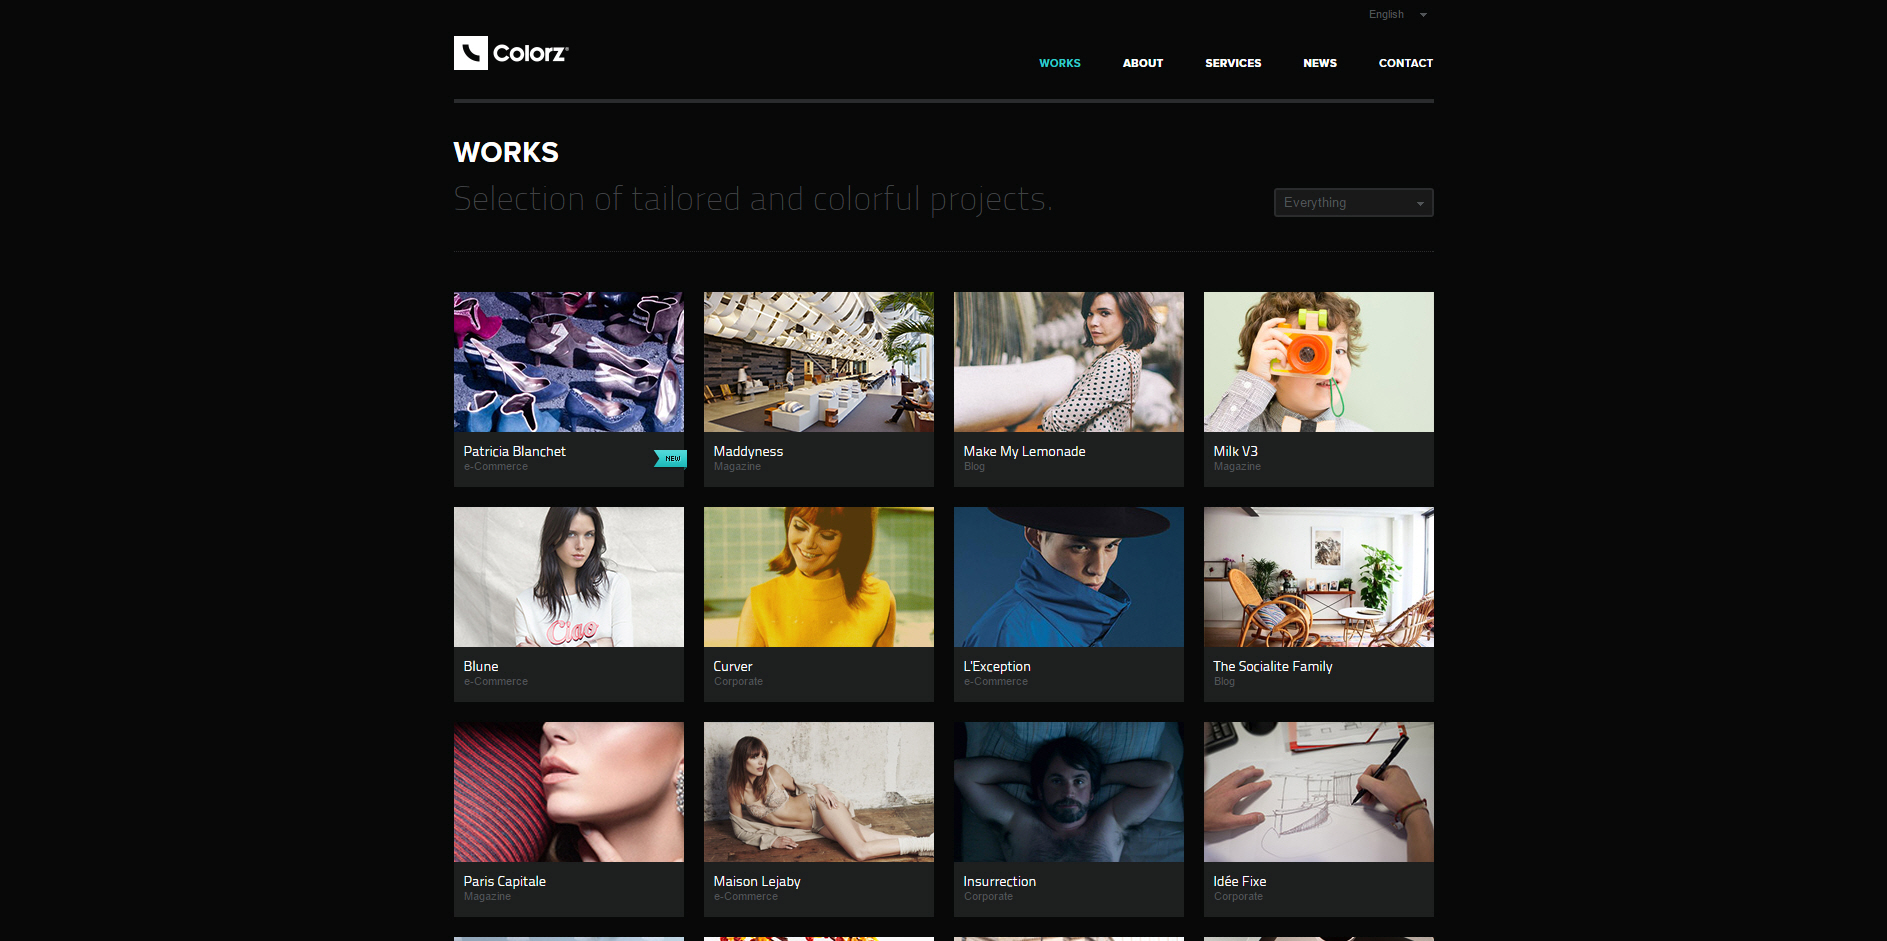 English
Colorz®
WORKS ABOUT SERVICES NEWS CONTACT
WORKS
Selection of tailored and colorful projects.
Everything
Patricia Blanchet
e-Commerce
NEW
Maddyness
Magazine
Make My Lemonade
Blog
Milk V3
Magazine
Ciao
Blune
e-Commerce
Curver
Corporate
L'Exception
e-Commerce
The Socialite Family
Blog
Paris Capitale
Magazine
Maison Lejaby
e-Commerce
Insurrection
Corporate
Idée Fixe
Corporate